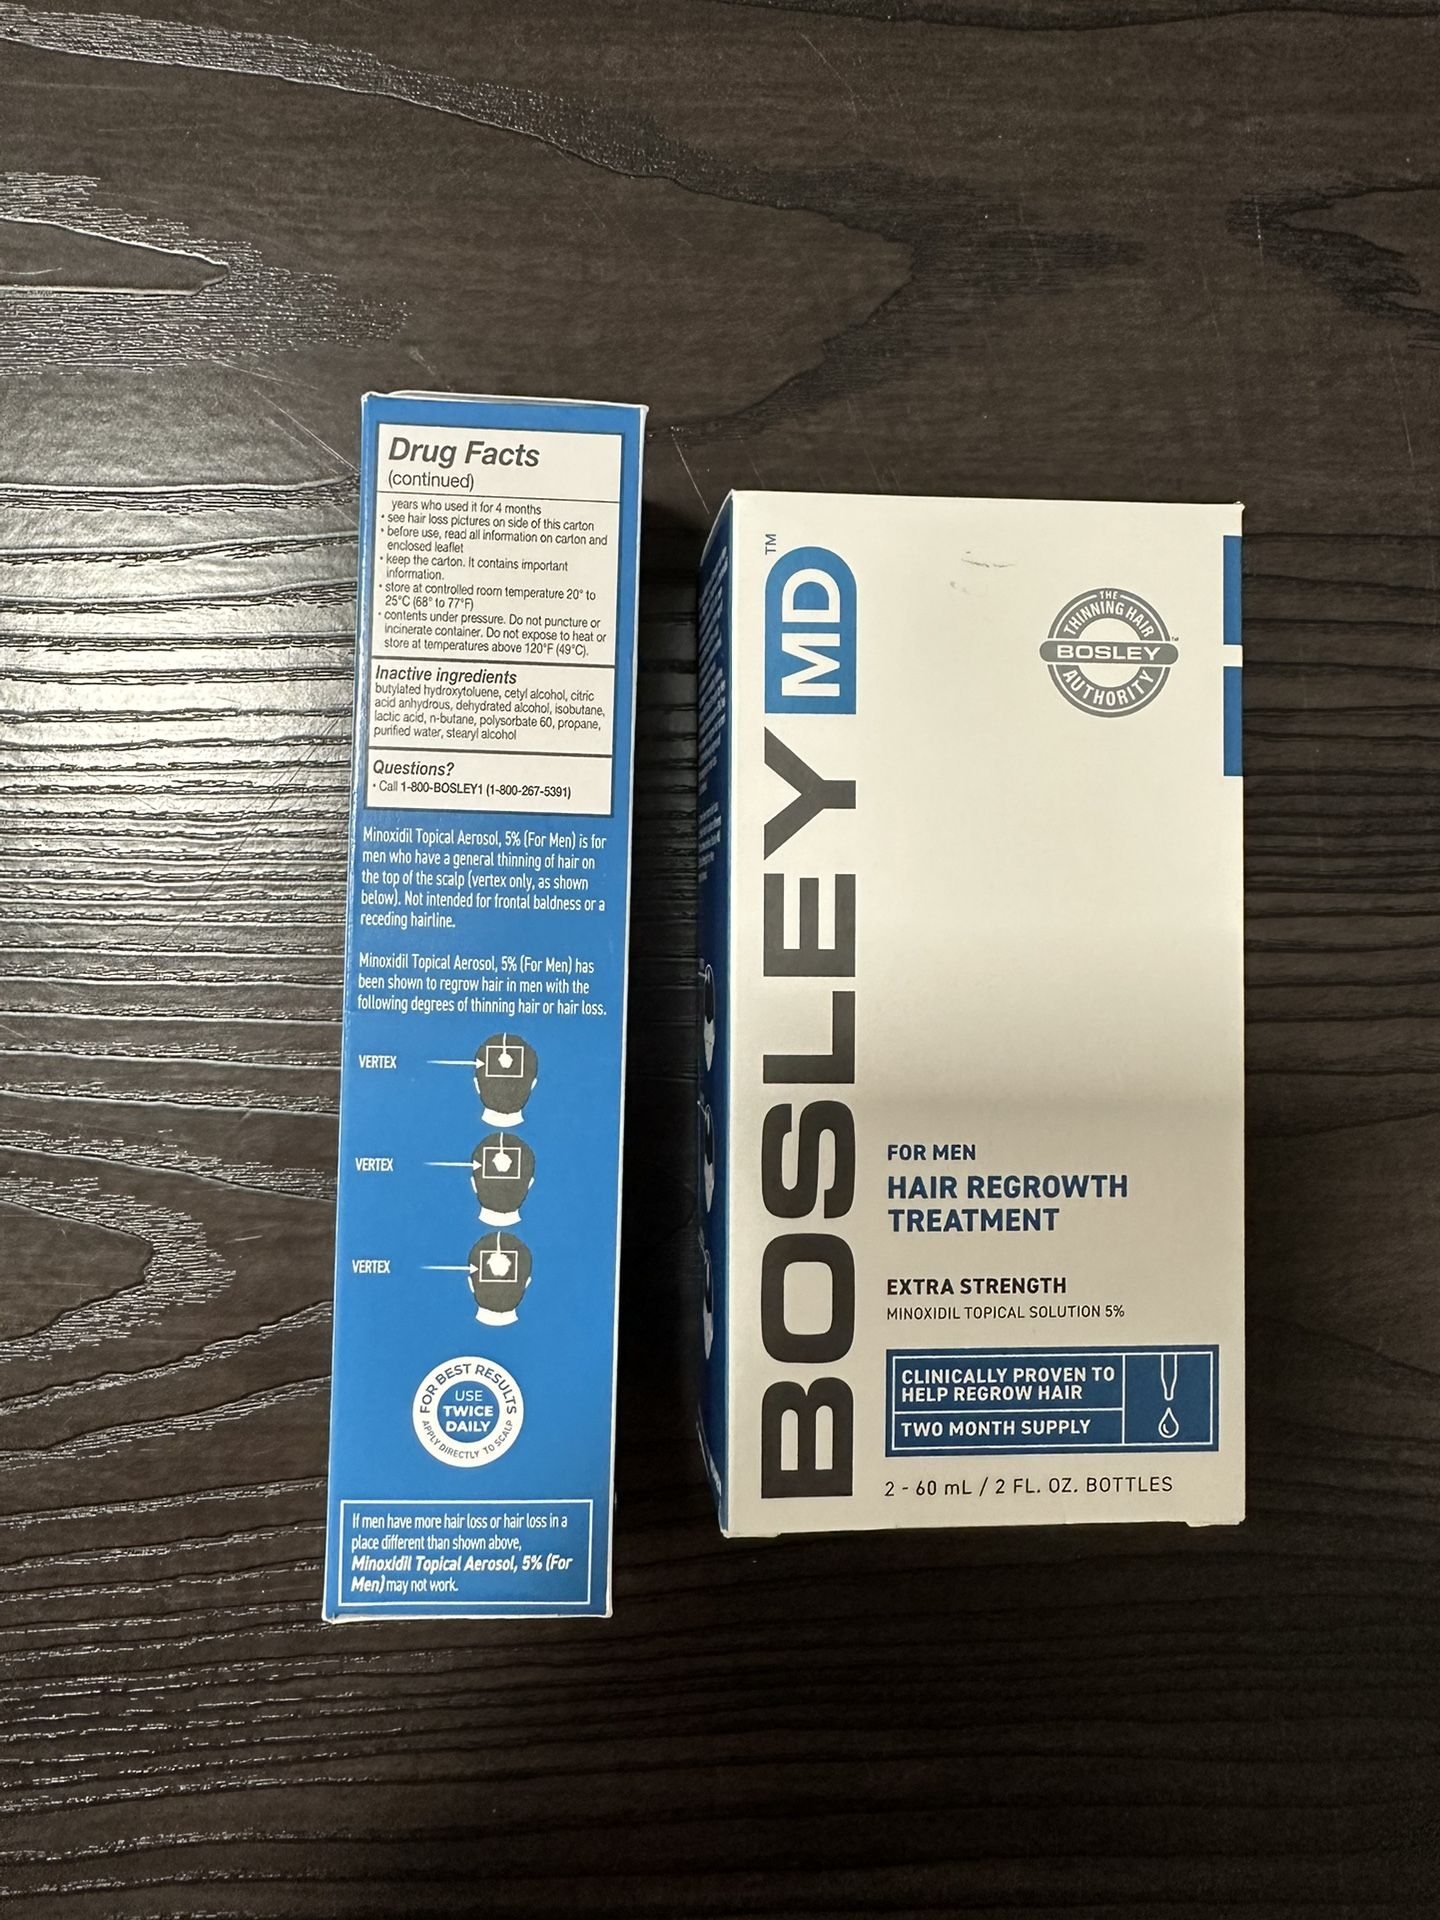 Drug Facts
(continued)
years who used it for 4 months
• see hair loss pictures on side of this carton
• before use, read all information on carton and
enclosed leaflet
• keep the carton. It contains important
information.
• store at controlled room temperature 20° to
25°C (68° to 77°F)
• contents under pressure. Do not puncture or
incinerate container. Do not expose to heat or
store at temperatures above 120°F (49°C).
Inactive ingredients
butylated hydroxytoluene, cetyl alcohol, citric
acid anhydrous, dehydrated alcohol, isobutane,
lactic acid, n-butane, polysorbate 60, propane,
purified water, stearyl alcohol
Questions?
• Call 1-800-BOSLEY1 (1-800-267-5391)
Minoxidil Topical Aerosol, 5% (For Men) is for
men who have a general thinning of hair on
the top of the scalp (vertex only, as shown
below). Not intended for frontal baldness or a
receding hairline.
Minoxidil Topical Aerosol, 5% (For Men) has
been shown to regrow hair in men with the
following degrees of thinning hair or hair loss.
VERTEX
VERTEX
VERTEX
FOR BEST RESULTS
USE
TWICE
DAILY
APPLY DIRECTLY TO SCALP
If men have more hair loss or hair loss in a
place different than shown above,
Minoxidil Topical Aerosol, 5% (For
Men) may not work.
BOSLEY MD™
THE
THINNING HAIR
BOSLEY™
AUTHORITY
FOR MEN
HAIR REGROWTH
TREATMENT
EXTRA STRENGTH
MINOXIDIL TOPICAL SOLUTION 5%
CLINICALLY PROVEN TO
HELP REGROW HAIR
TWO MONTH SUPPLY
2 - 60 mL / 2 FL. OZ. BOTTLES